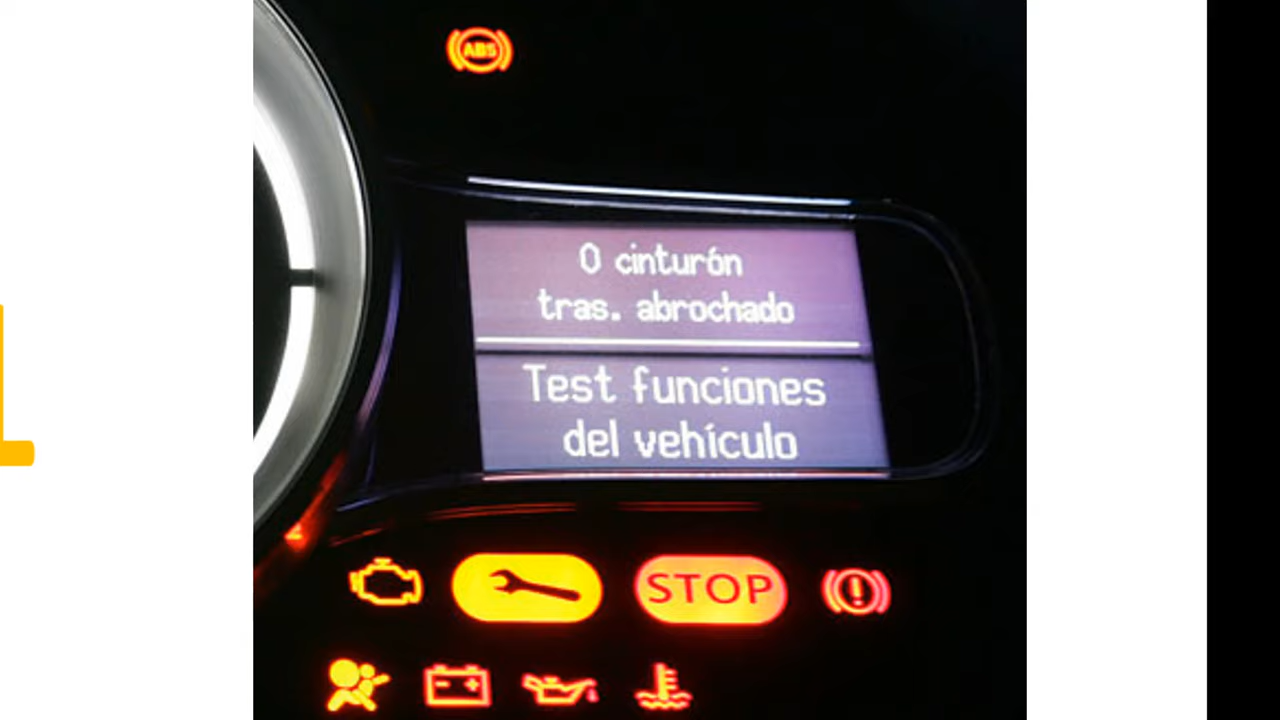 ABS
0 cinturón
tras. abrochado
Test funciones
del vehículo
STOP